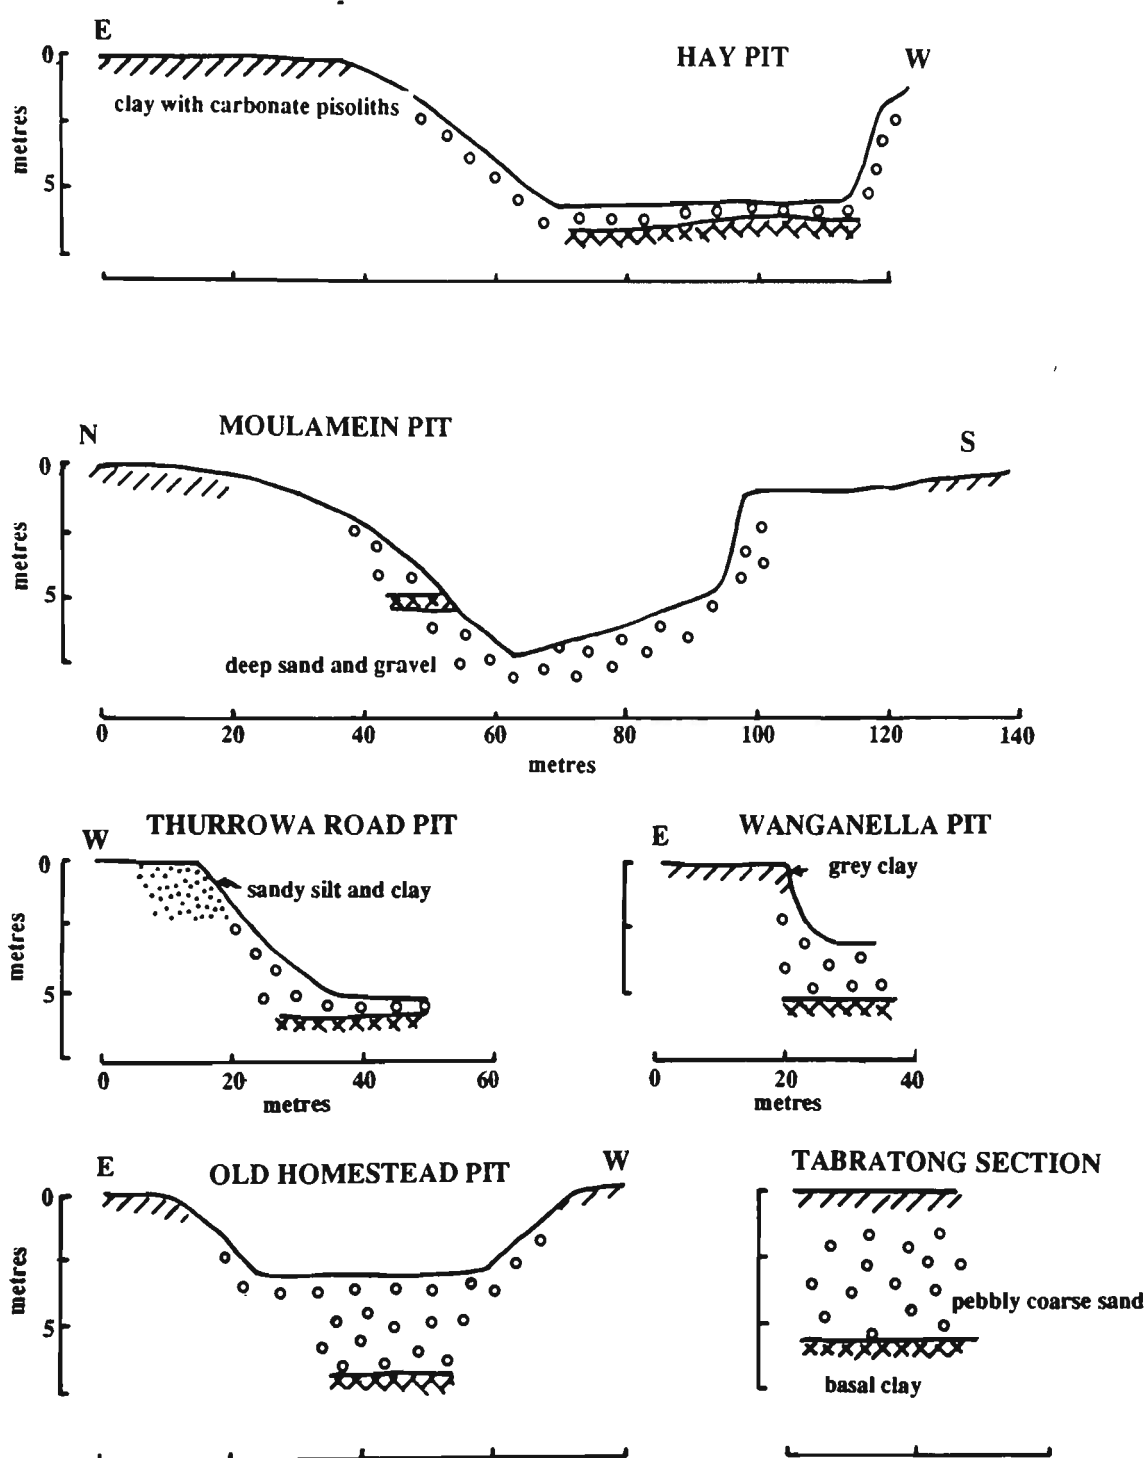 E
HAY PIT
W
0
clay with carbonate pisoliths
metres
5
N
MOULAMEIN PIT
S
0
metres
5
deep sand and gravel
0 20 40 60 80 100 120 140
metres
W
THURROWA ROAD PIT
0
sandy silt and clay
metres
5
0 20 40 60
metres
E
WANGANELLA PIT
grey clay
0 20 40
metres
E
OLD HOMESTEAD PIT
W
0
metres
5
TABRATONG SECTION
pebbly coarse sand
basal clay